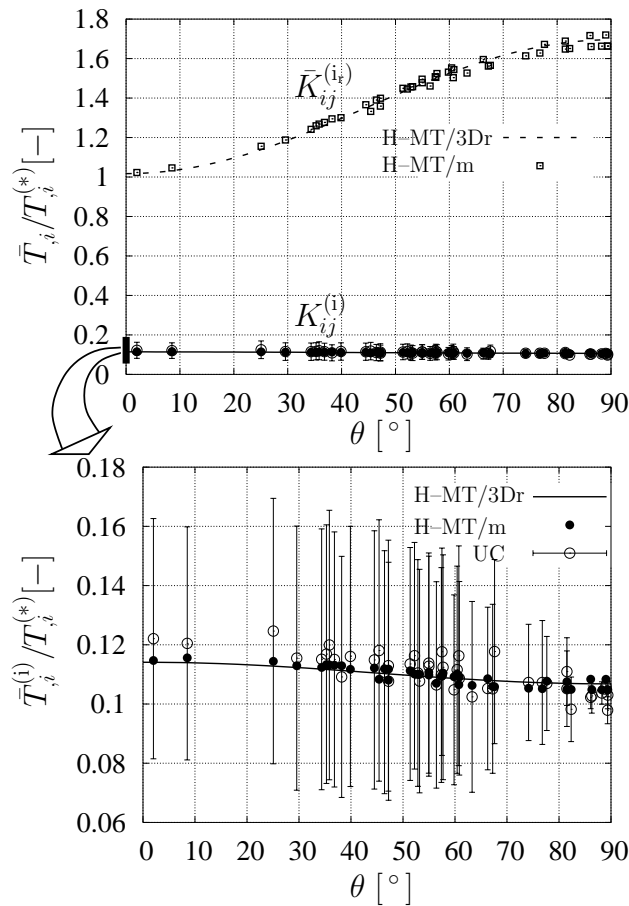 1.8
1.6
1.4
1.2
1
0.8
0.6
0.4
0.2
0
T̄,i/T,i^(*) [−]
K̄ij^(ir)
H–MT/3Dr
H–MT/m
Kij^(i)
0 10 20 30 40 50 60 70 80 90
θ [°]
0.18
0.16
0.14
0.12
0.1
0.08
0.06
T̄,i^(i)/T,i^(*) [−]
H–MT/3Dr
H–MT/m
UC
0 10 20 30 40 50 60 70 80 90
θ [°]